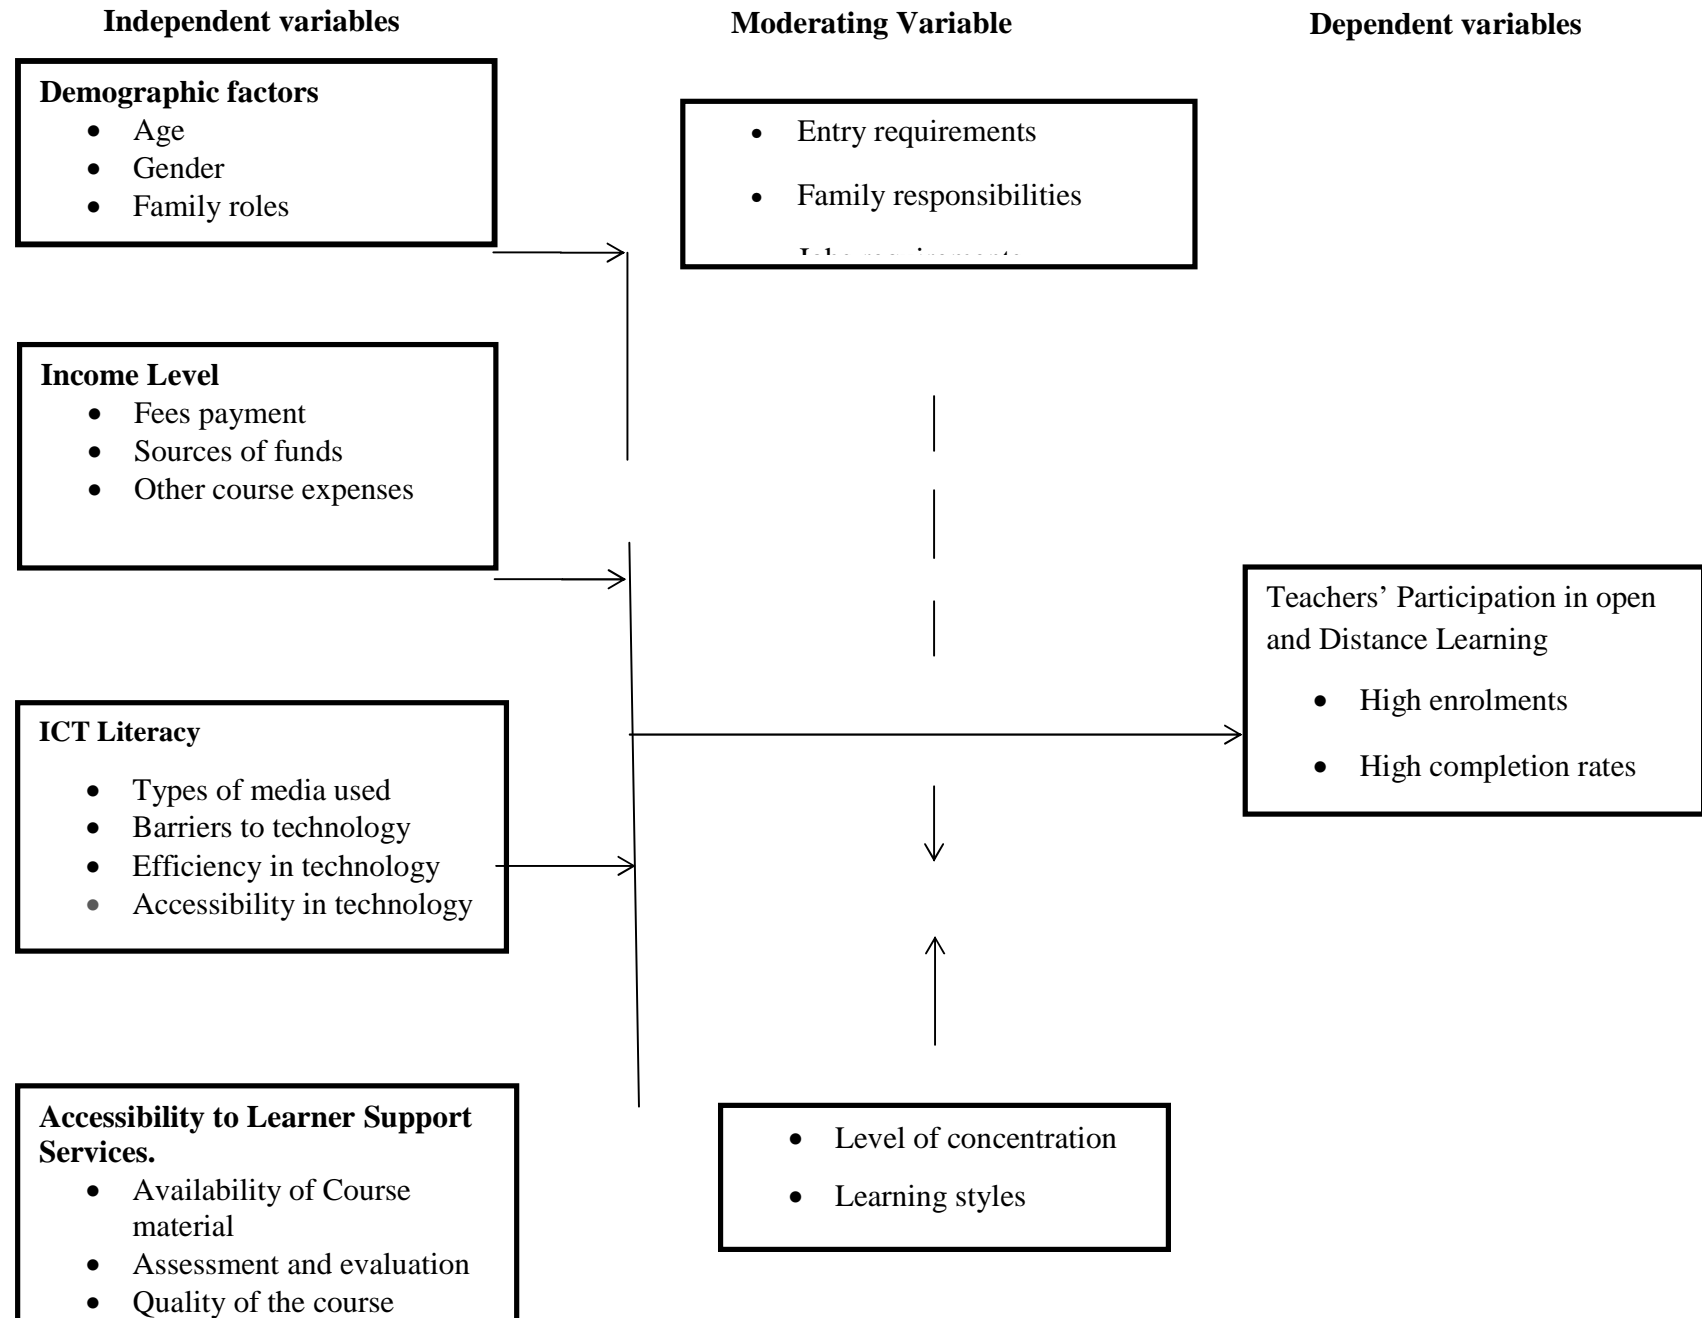 Independent variables
Moderating Variable
Dependent variables
Demographic factors
• Age
• Gender
• Family roles
• Entry requirements
• Family responsibilities
Income Level
• Fees payment
• Sources of funds
• Other course expenses
Teachers’ Participation in open
and Distance Learning
• High enrolments
• High completion rates
ICT Literacy
• Types of media used
• Barriers to technology
• Efficiency in technology
• Accessibility in technology
Accessibility to Learner Support
Services.
• Availability of Course
material
• Assessment and evaluation
• Quality of the course
• Level of concentration
• Learning styles